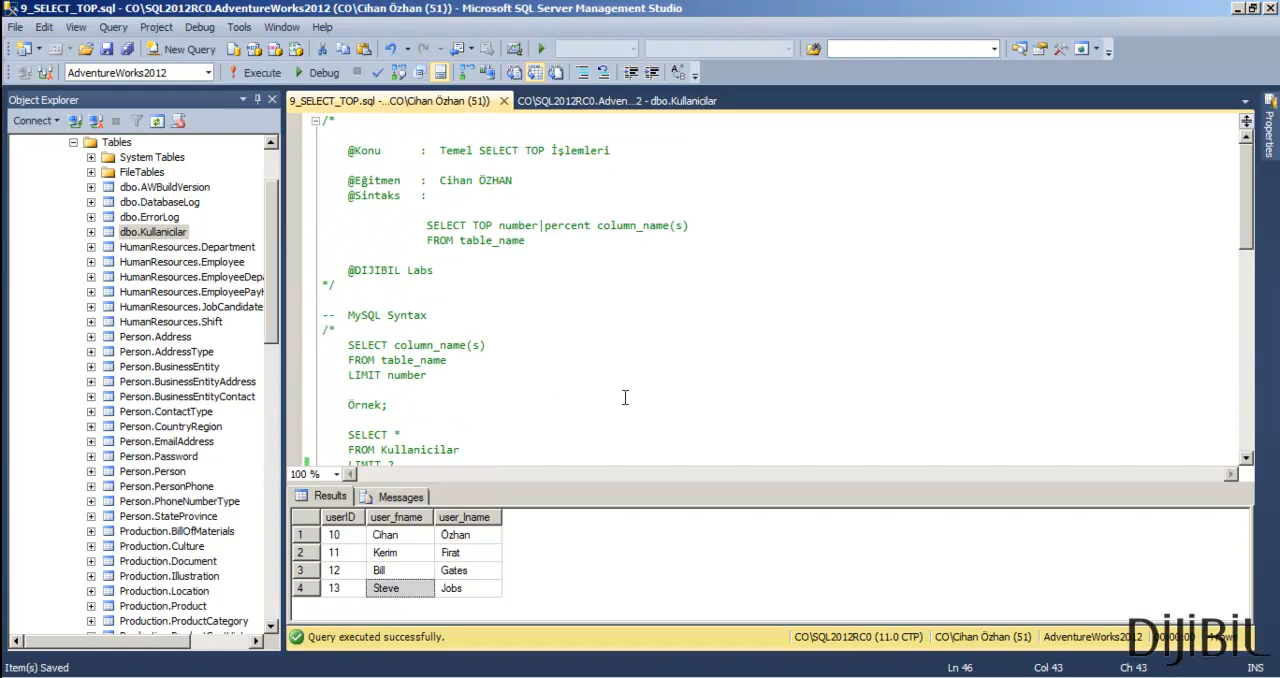 9_SELECT_TOP.sql - CO\SQL2012RC0.AdventureWorks2012 (CO\Cihan Özhan (51)) - Microsoft SQL Server Management Studio
File Edit View Query Project Debug Tools Window Help
New Query
AdventureWorks2012 Execute Debug
Object Explorer
Connect
Tables
System Tables
FileTables
dbo.AWBuildVersion
dbo.DatabaseLog
dbo.ErrorLog
dbo.Kullanicilar
HumanResources.Department
HumanResources.Employee
HumanResources.EmployeeDepa
HumanResources.EmployeePayH
HumanResources.JobCandidate
HumanResources.Shift
Person.Address
Person.AddressType
Person.BusinessEntity
Person.BusinessEntityAddress
Person.BusinessEntityContact
Person.ContactType
Person.CountryRegion
Person.EmailAddress
Person.Password
Person.Person
Person.PersonPhone
Person.PhoneNumberType
Person.StateProvince
Production.BillOfMaterials
Production.Culture
Production.Document
Production.Illustration
Production.Location
Production.Product
Production.ProductCategory
9_SELECT_TOP.sql -...CO\Cihan Özhan (51)) CO\SQL2012RC0.Adven...2 - dbo.Kullanicilar
/*
@Konu : Temel SELECT TOP İşlemleri
@Eğitmen : Cihan ÖZHAN
@Sintaks :
SELECT TOP number|percent column_name(s)
FROM table_name
@DIJIBIL Labs
*/
-- MySQL Syntax
/*
SELECT column_name(s)
FROM table_name
LIMIT number
Örnek;
SELECT *
FROM Kullanicilar
LIMIT 2
100 %
Results Messages
userID user_fname user_lname
1 10 Cihan Özhan
2 11 Kerim Firat
3 12 Bill Gates
4 13 Steve Jobs
Query executed successfully. CO\SQL2012RC0 (11.0 CTP) CO\Cihan Özhan (51) AdventureWorks2012
DijiBil
Item(s) Saved Ln 46 Col 43 Ch 43 INS
Properties